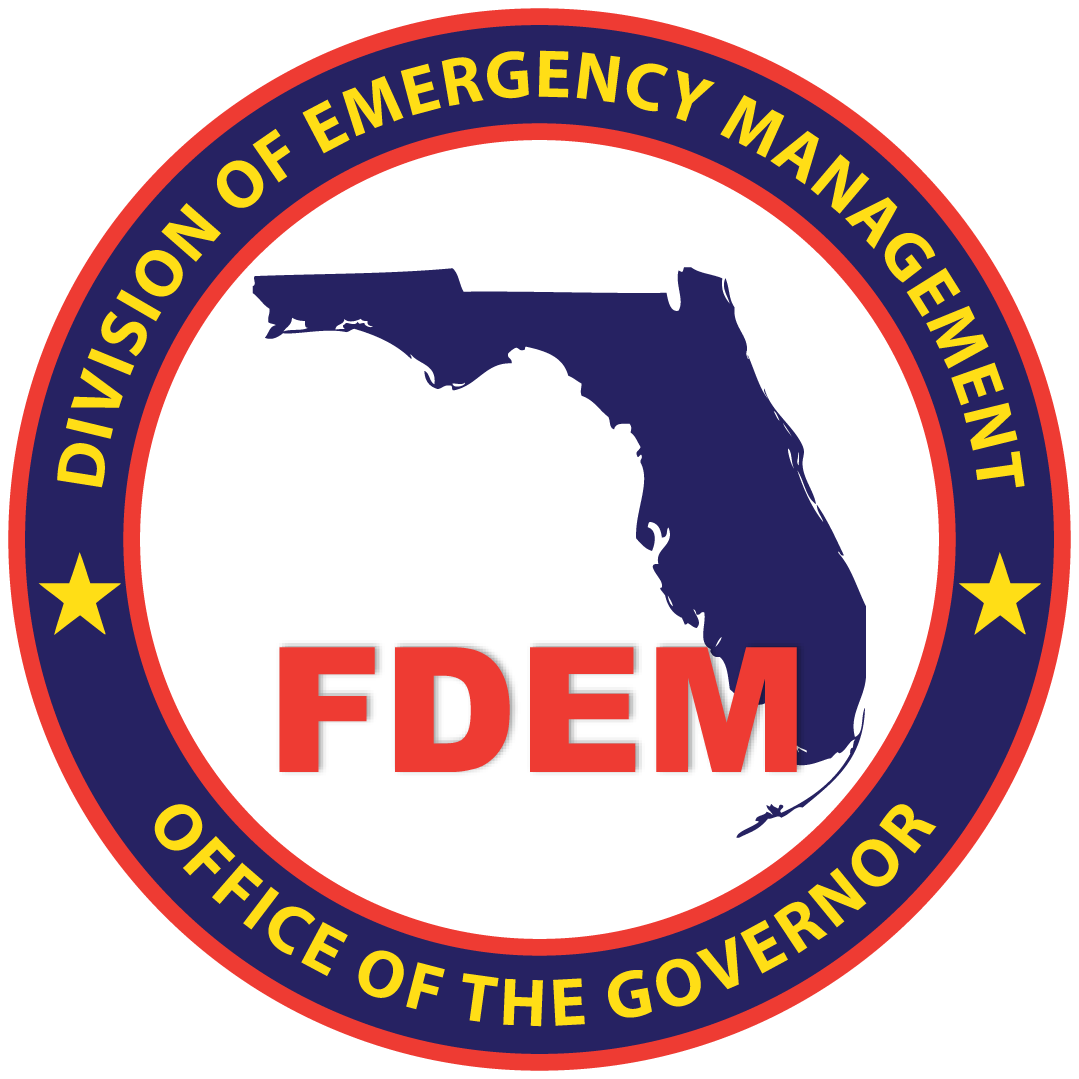 DIVISION OF EMERGENCY MANAGEMENT
FDEM
OFFICE OF THE GOVERNOR